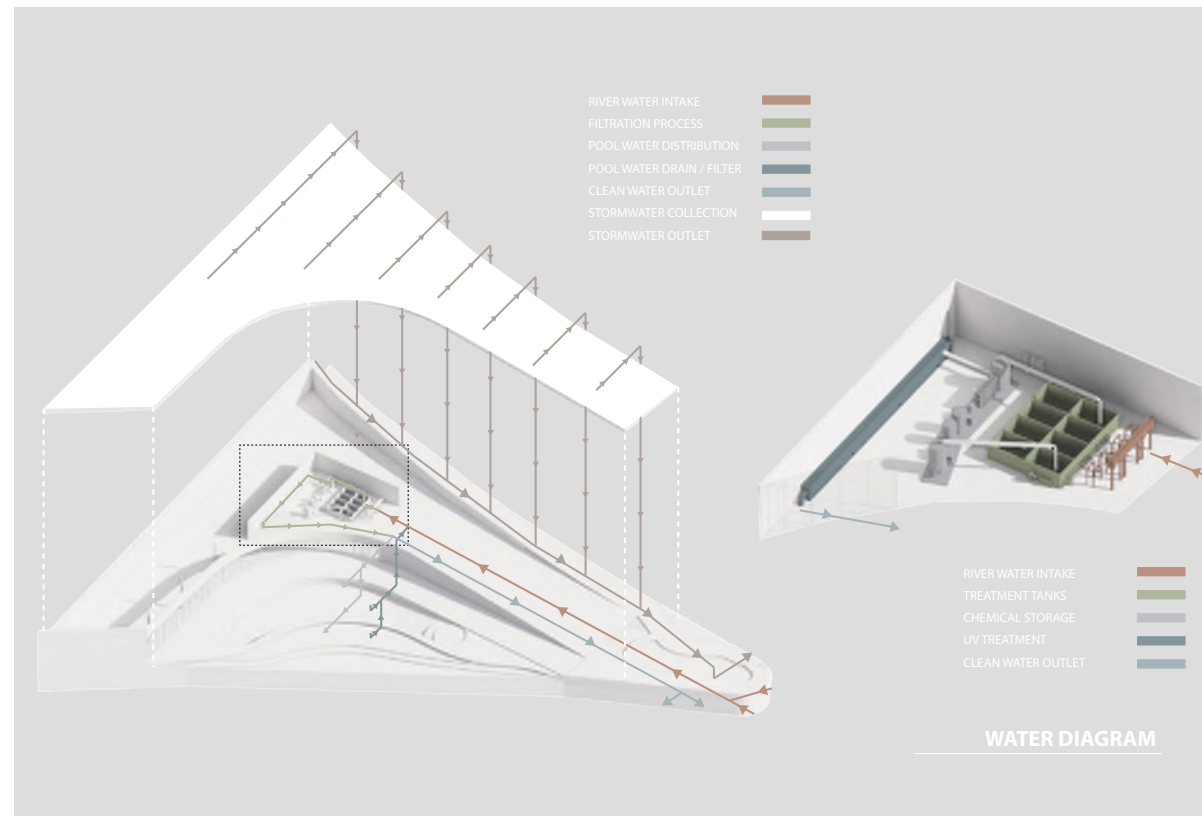 RIVER WATER INTAKE
FILTRATION PROCESS
POOL WATER DISTRIBUTION
POOL WATER DRAIN / FILTER
CLEAN WATER OUTLET
STORMWATER COLLECTION
STORMWATER OUTLET
RIVER WATER INTAKE
TREATMENT TANKS
CHEMICAL STORAGE
UV TREATMENT
CLEAN WATER OUTLET
WATER DIAGRAM